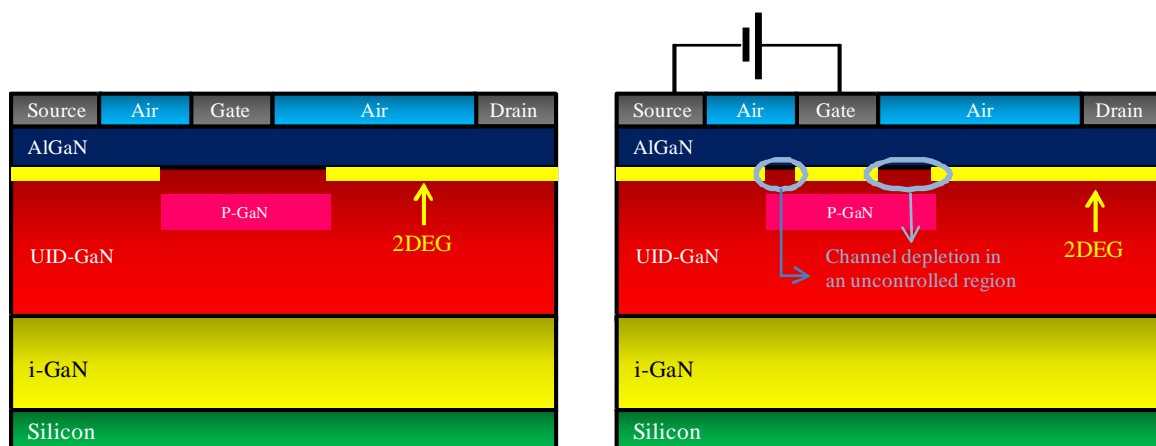 Source Air Gate Air Drain
AlGaN
P-GaN
2DEG
UID-GaN
i-GaN
Silicon
Source Air Gate Air Drain
AlGaN
P-GaN
2DEG
UID-GaN
Channel depletion in
an uncontrolled region
i-GaN
Silicon